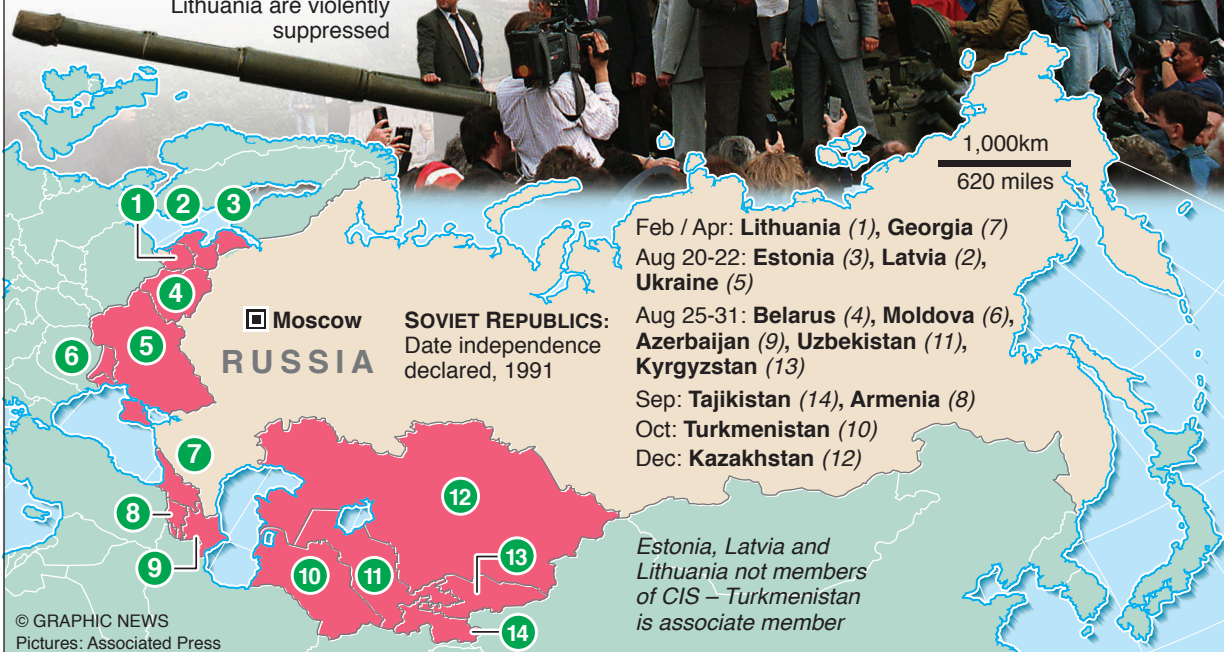 Lithuania are violently
suppressed
1,000km
620 miles
1
2
3
4
5
6
7
8
9
10
11
12
13
14
Moscow
RUSSIA
SOVIET REPUBLICS:
Date independence
declared, 1991
Feb / Apr: Lithuania (1), Georgia (7)
Aug 20-22: Estonia (3), Latvia (2),
Ukraine (5)
Aug 25-31: Belarus (4), Moldova (6),
Azerbaijan (9), Uzbekistan (11),
Kyrgyzstan (13)
Sep: Tajikistan (14), Armenia (8)
Oct: Turkmenistan (10)
Dec: Kazakhstan (12)
Estonia, Latvia and
Lithuania not members
of CIS – Turkmenistan
is associate member
© GRAPHIC NEWS
Pictures: Associated Press